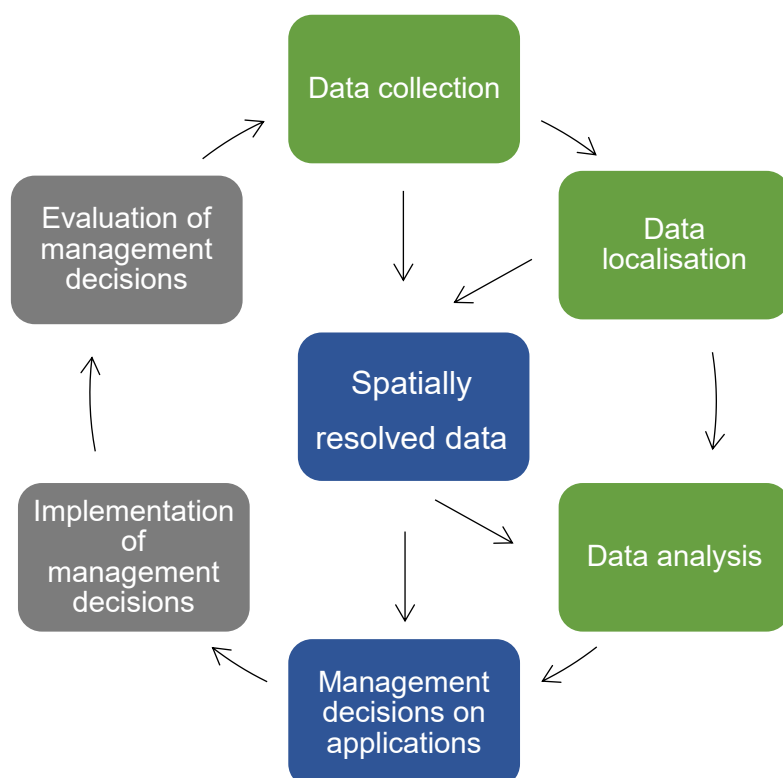 Data collection
Evaluation of
management
decisions
Data
localisation
Spatially
resolved data
Implementation
of
management
decisions
Data analysis
Management
decisions on
applications